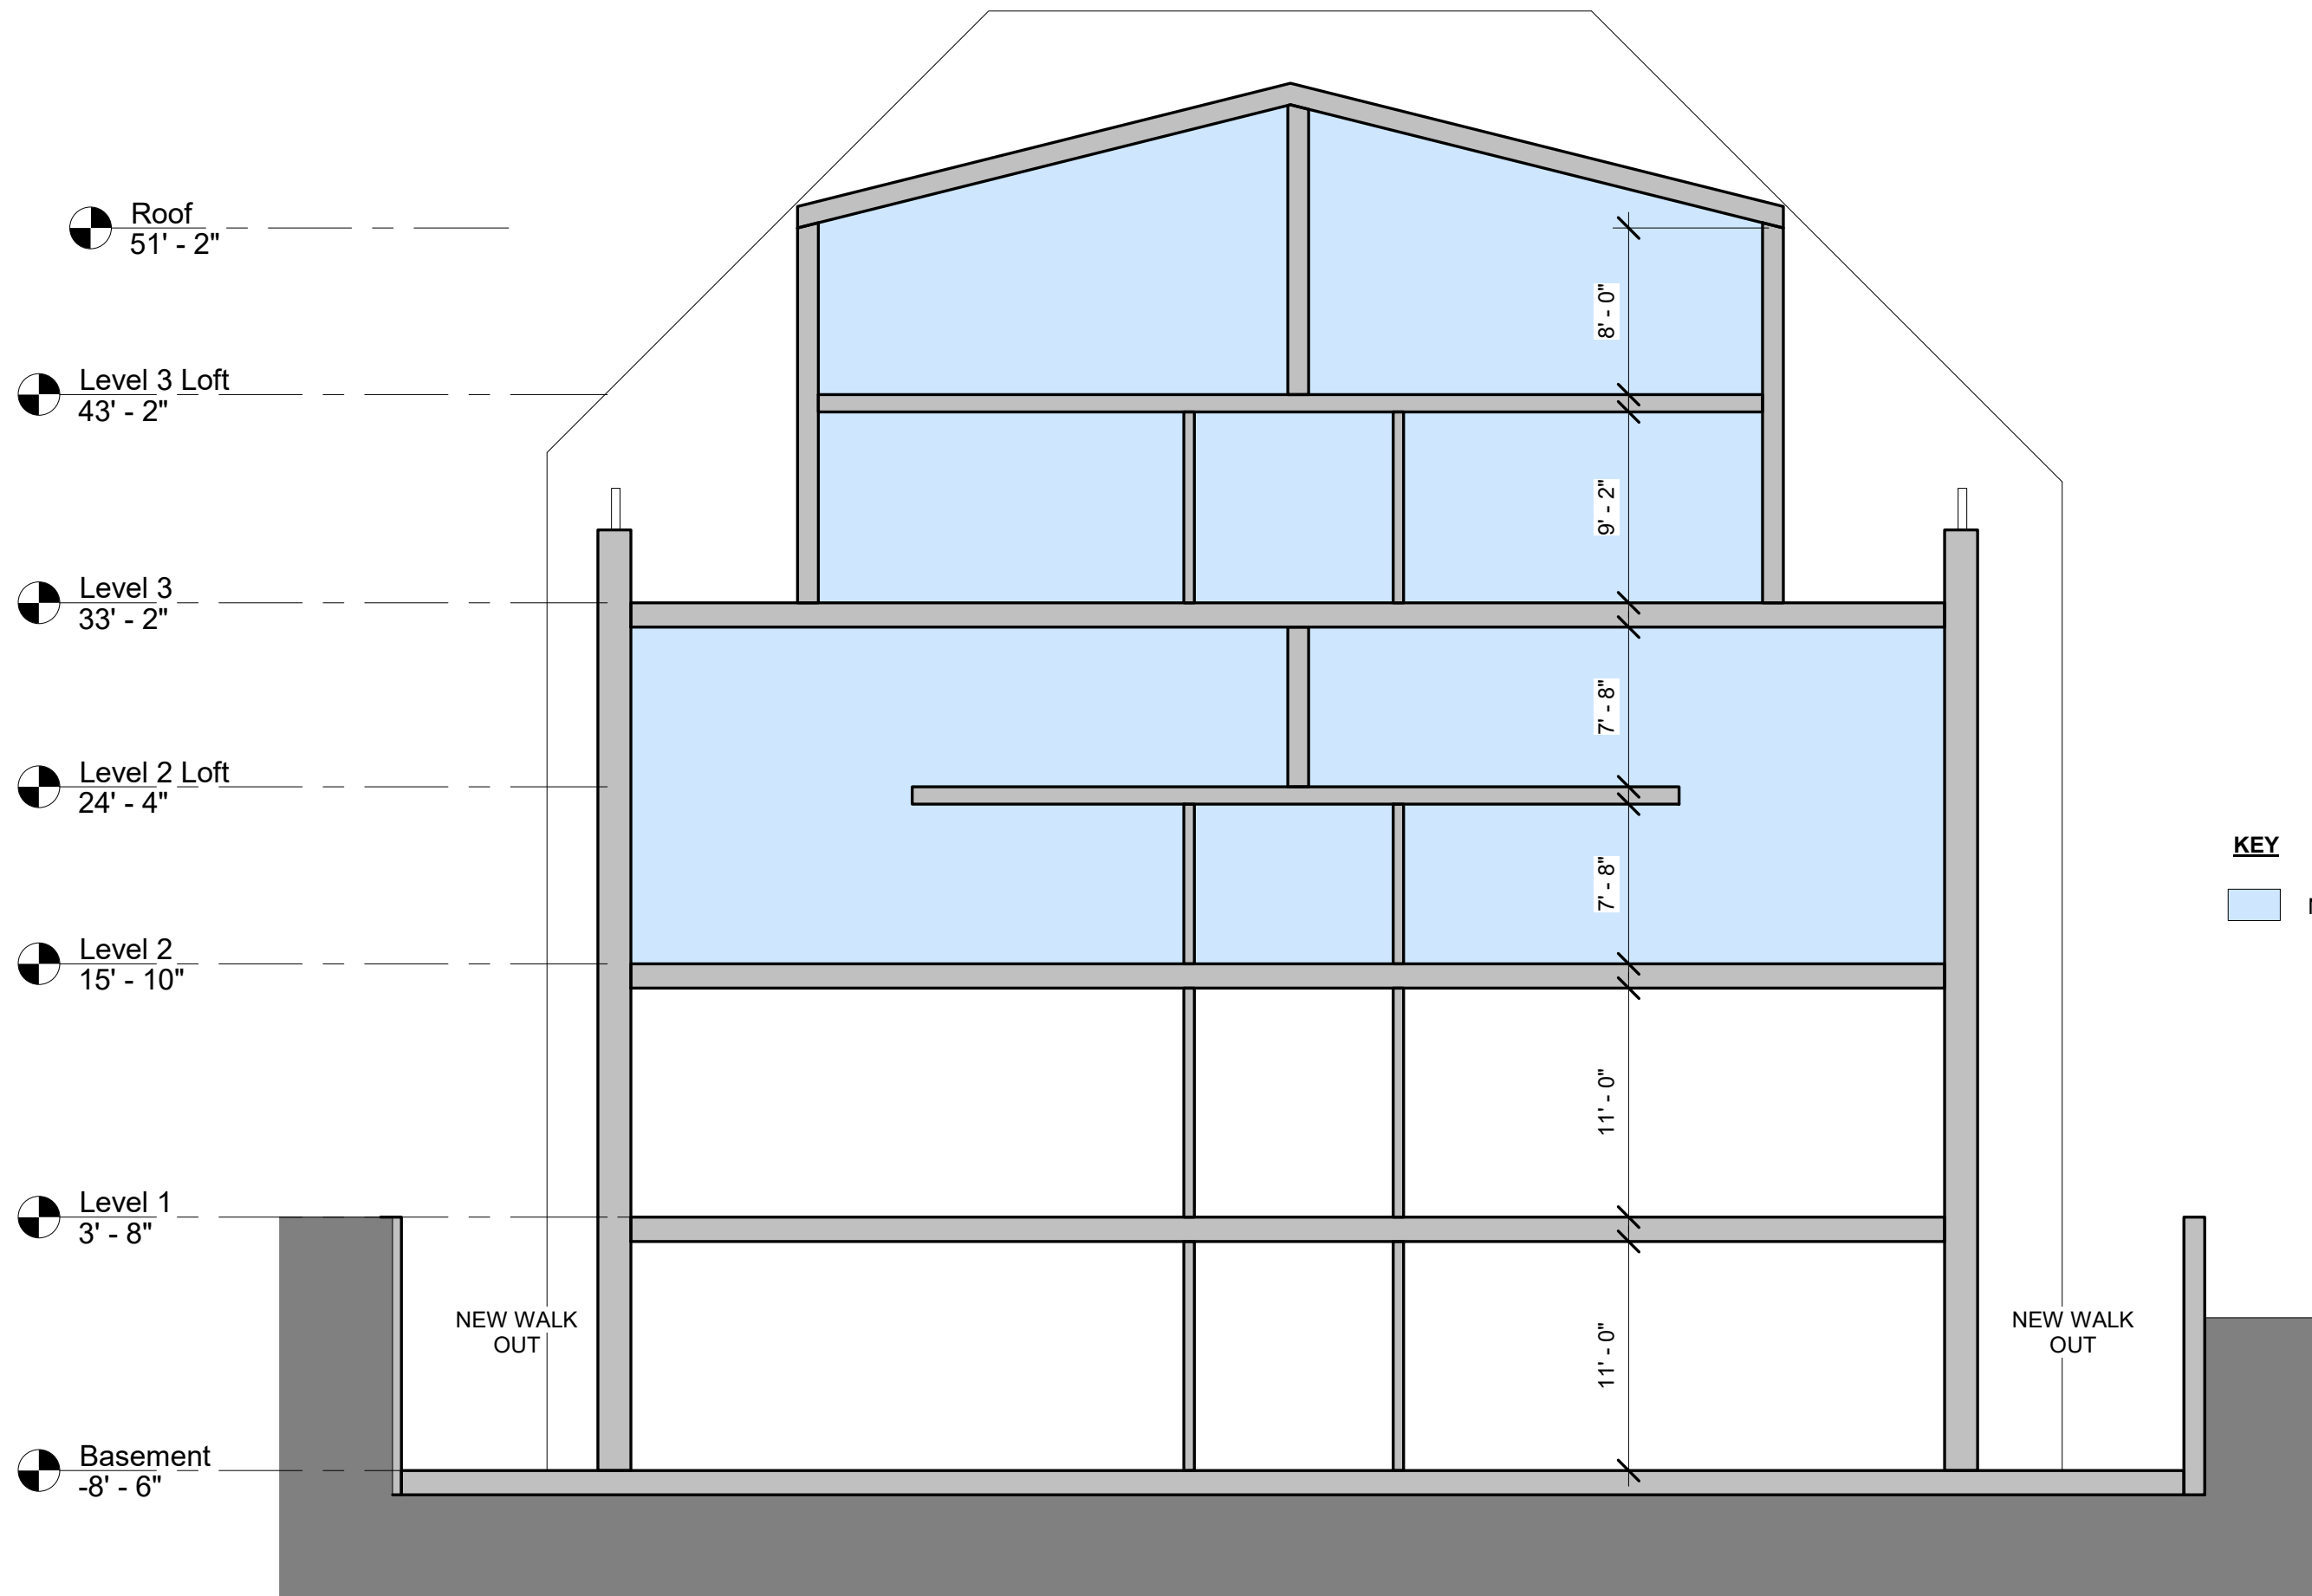 Roof
51' - 2"
8' - 0"
Level 3 Loft
43' - 2"
9' - 2"
Level 3
33' - 2"
7' - 8"
Level 2 Loft
24' - 4"
KEY
7' - 8"
Level 2
15' - 10"
11' - 0"
Level 1
3' - 8"
NEW WALK
OUT
NEW WALK
OUT
11' - 0"
Basement
-8' - 6"